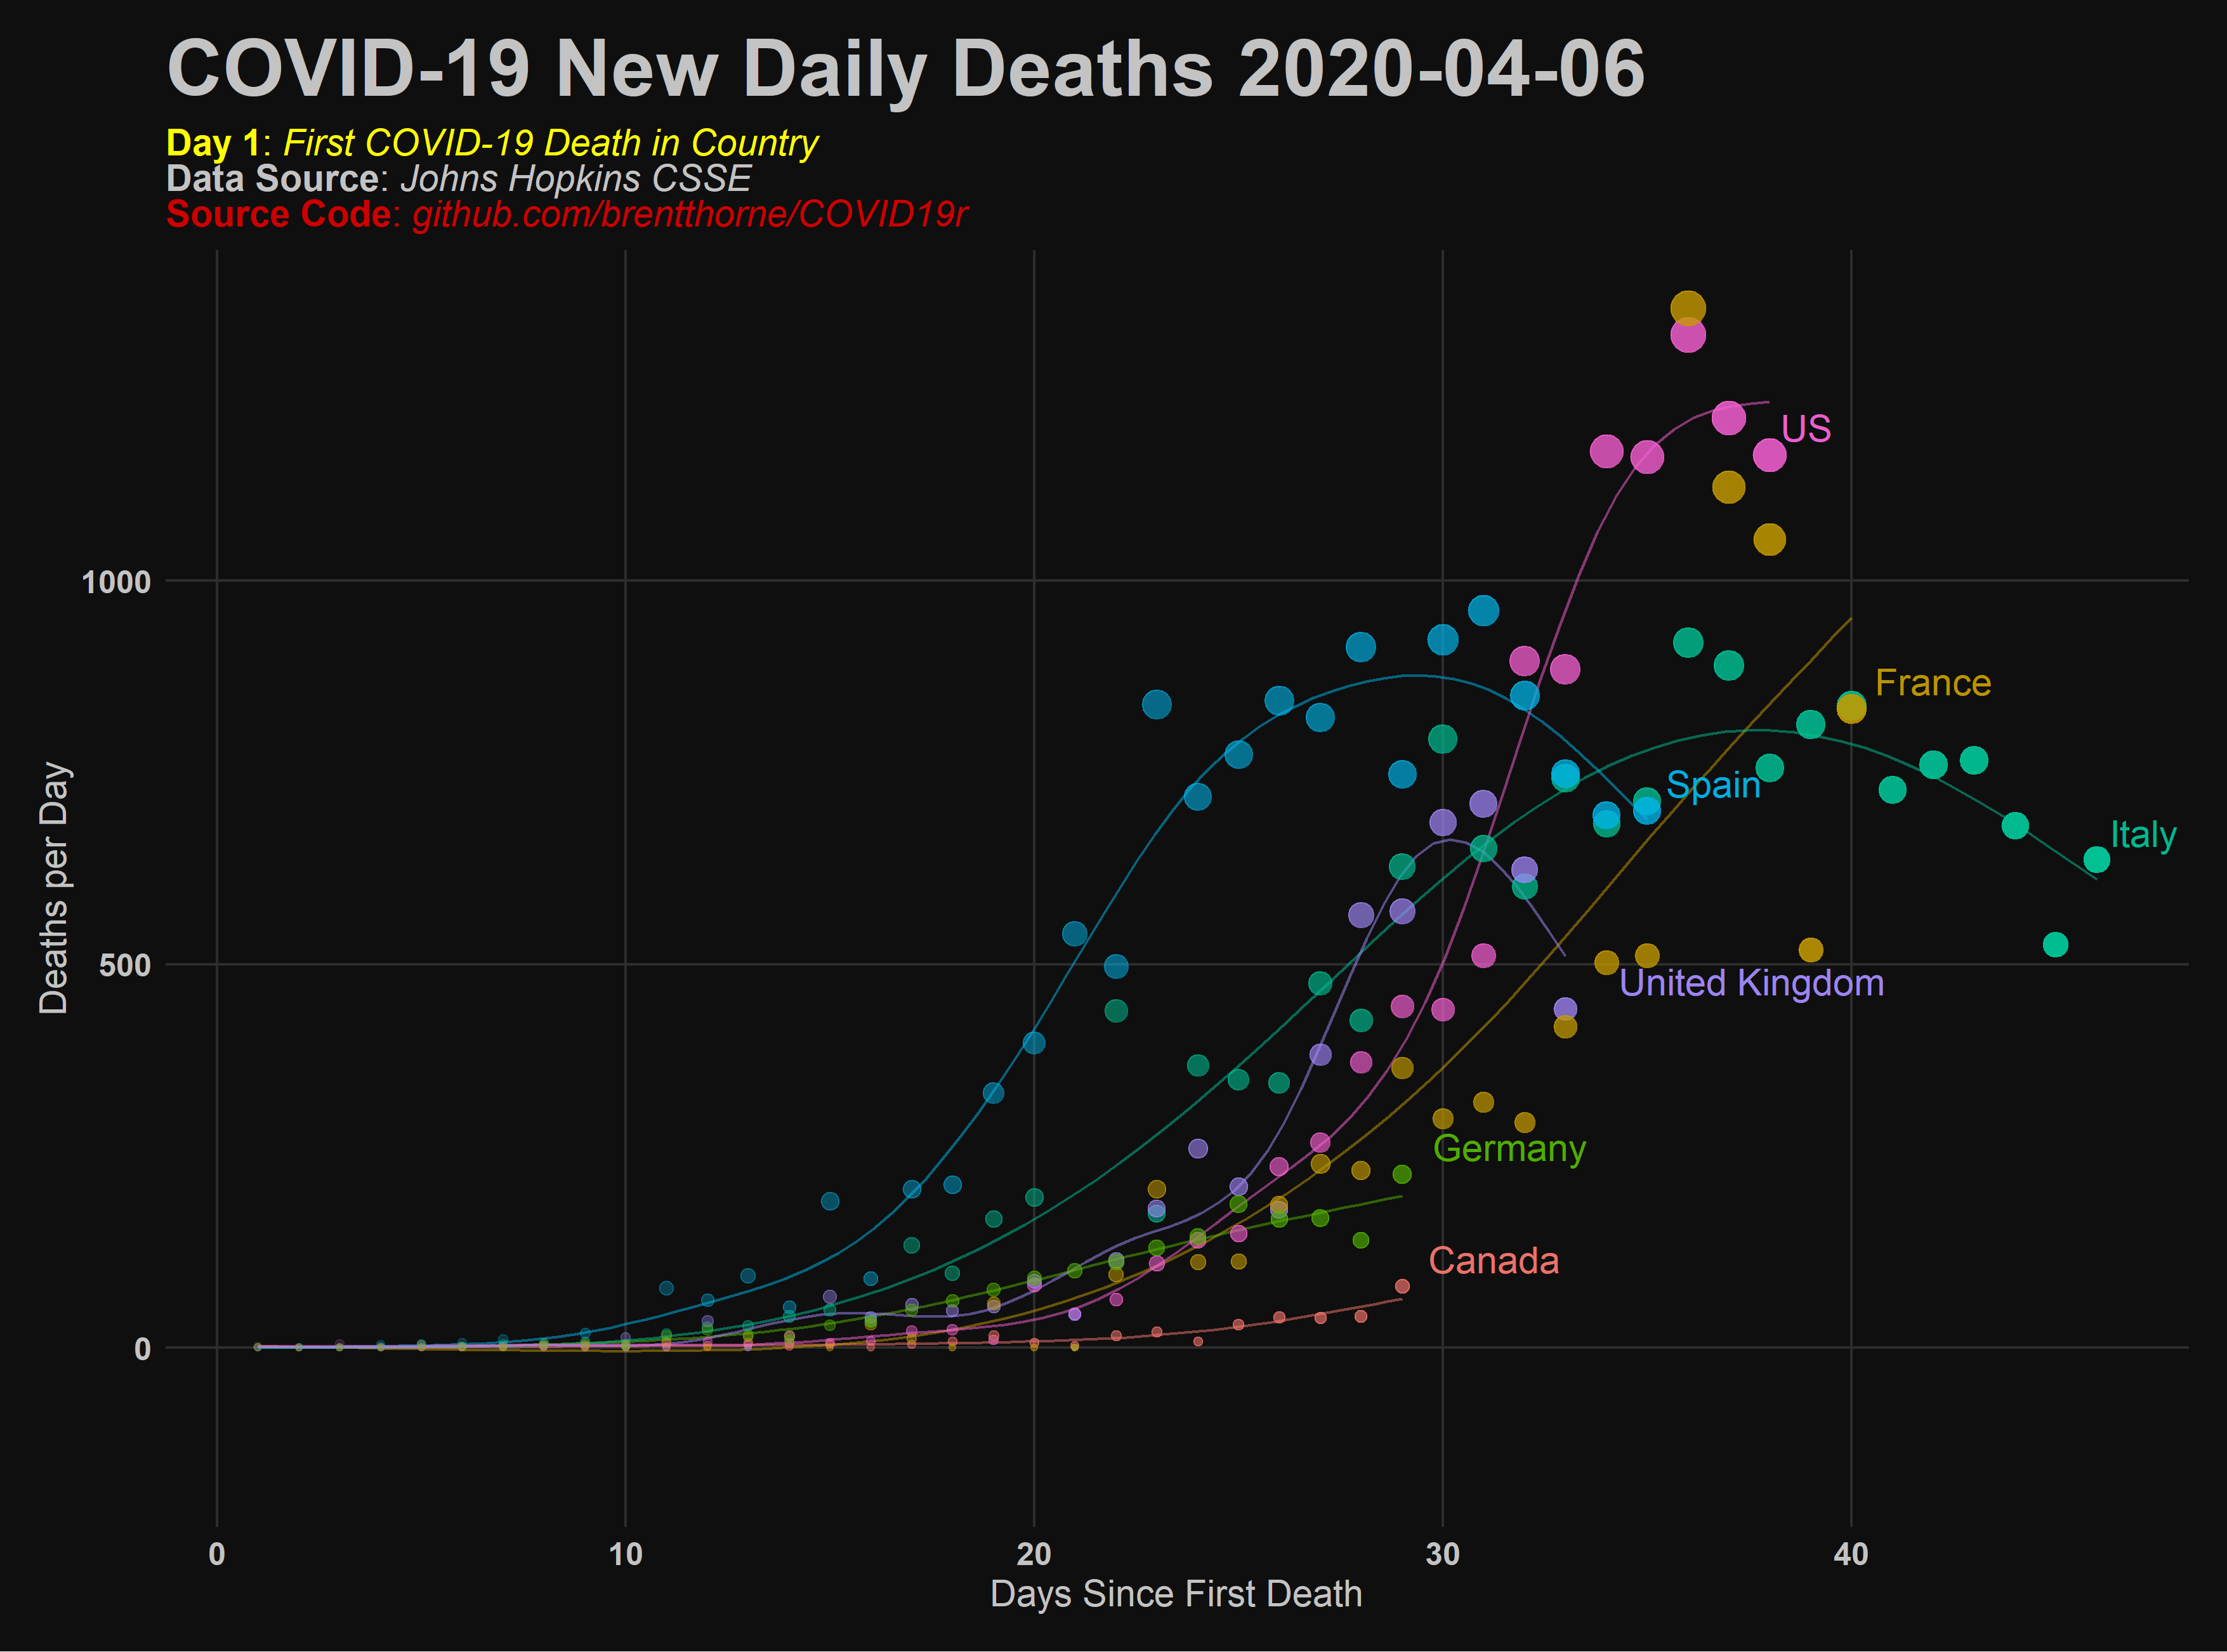 COVID-19 New Daily Deaths 2020-04-06
Day 1: First COVID-19 Death in Country
Data Source: Johns Hopkins CSSE
Source Code: github.com/brentthorne/COVID19r
US
1000
France
Spain
Italy
Deaths per Day
500
United Kingdom
Germany
Canada
0
0 10 20 30 40
Days Since First Death